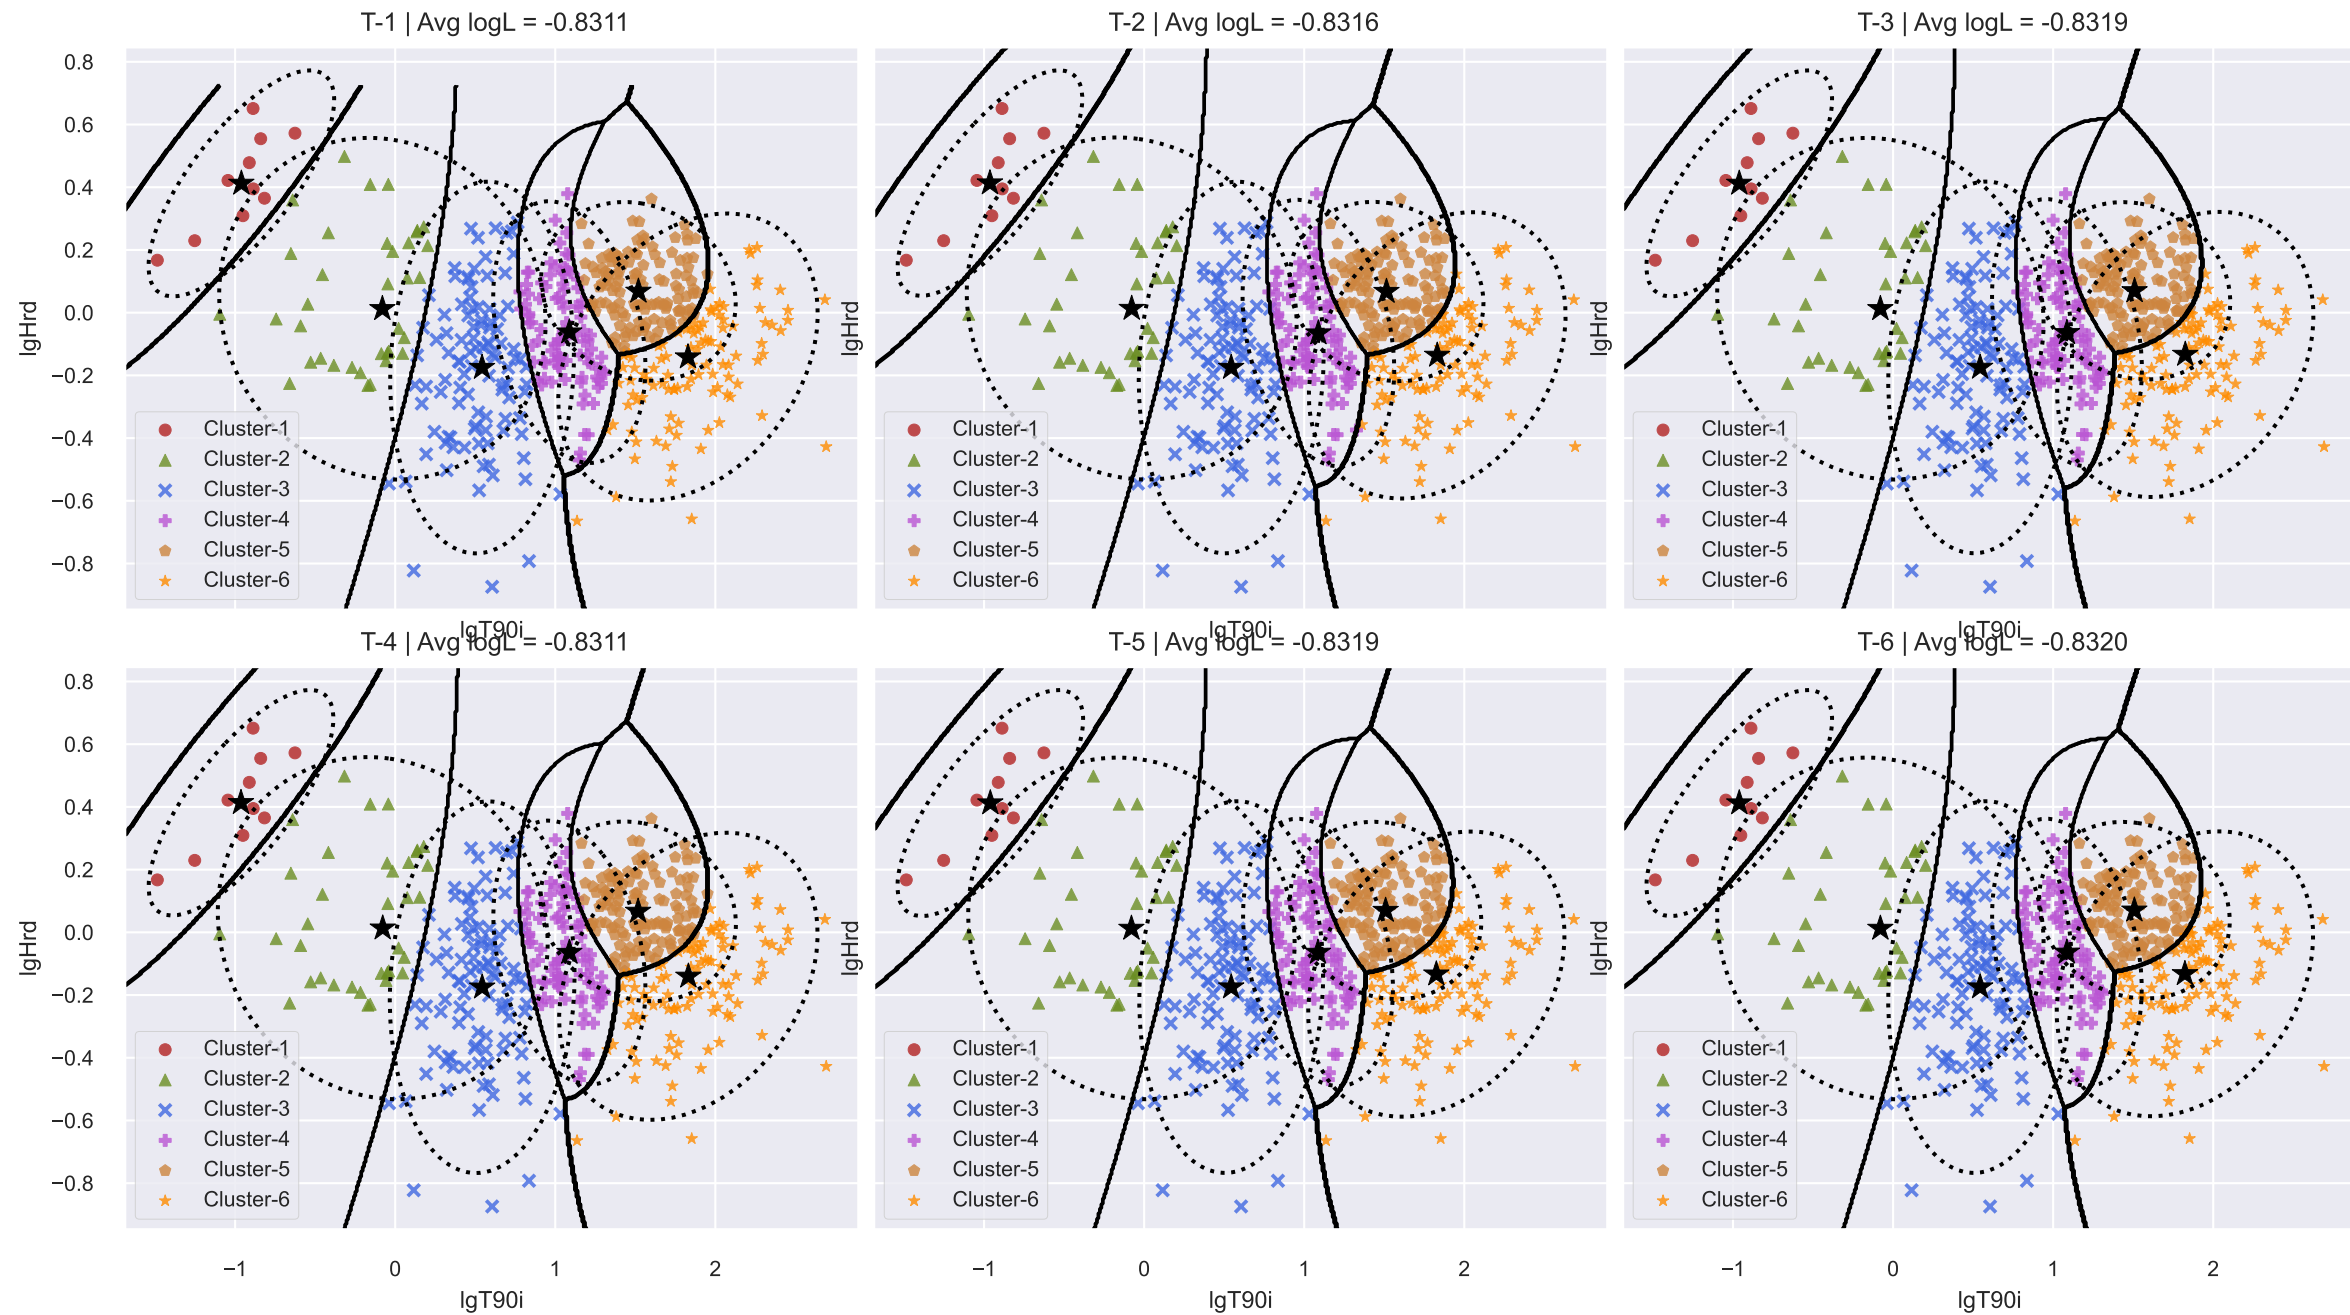 T-1 | Avg logL = -0.8311
T-2 | Avg logL = -0.8316
T-3 | Avg logL = -0.8319
0.8
0.6
0.4
0.2
0.0
−0.2
−0.4
−0.6
−0.8
lgHrd
lgHrd
lgHrd
Cluster-1
Cluster-2
Cluster-3
Cluster-4
Cluster-5
Cluster-6
Cluster-1
Cluster-2
Cluster-3
Cluster-4
Cluster-5
Cluster-6
Cluster-1
Cluster-2
Cluster-3
Cluster-4
Cluster-5
Cluster-6
lgT90i
lgT90i
lgT90i
T-4 | Avg logL = -0.8311
T-5 | Avg logL = -0.8319
T-6 | Avg logL = -0.8320
0.8
0.6
0.4
0.2
0.0
−0.2
−0.4
−0.6
−0.8
lgHrd
lgHrd
lgHrd
Cluster-1
Cluster-2
Cluster-3
Cluster-4
Cluster-5
Cluster-6
Cluster-1
Cluster-2
Cluster-3
Cluster-4
Cluster-5
Cluster-6
Cluster-1
Cluster-2
Cluster-3
Cluster-4
Cluster-5
Cluster-6
−1 0 1 2
−1 0 1 2
−1 0 1 2
lgT90i
lgT90i
lgT90i